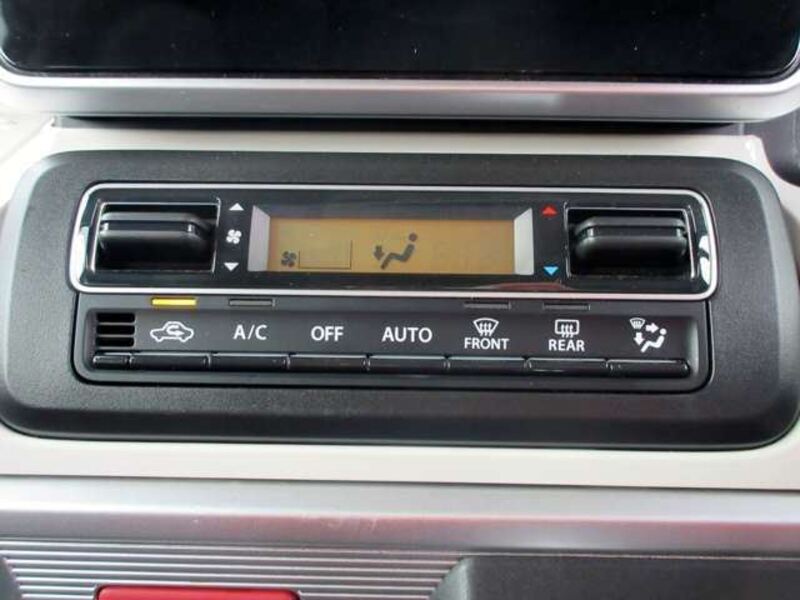 A/C OFF AUTO FRONT REAR